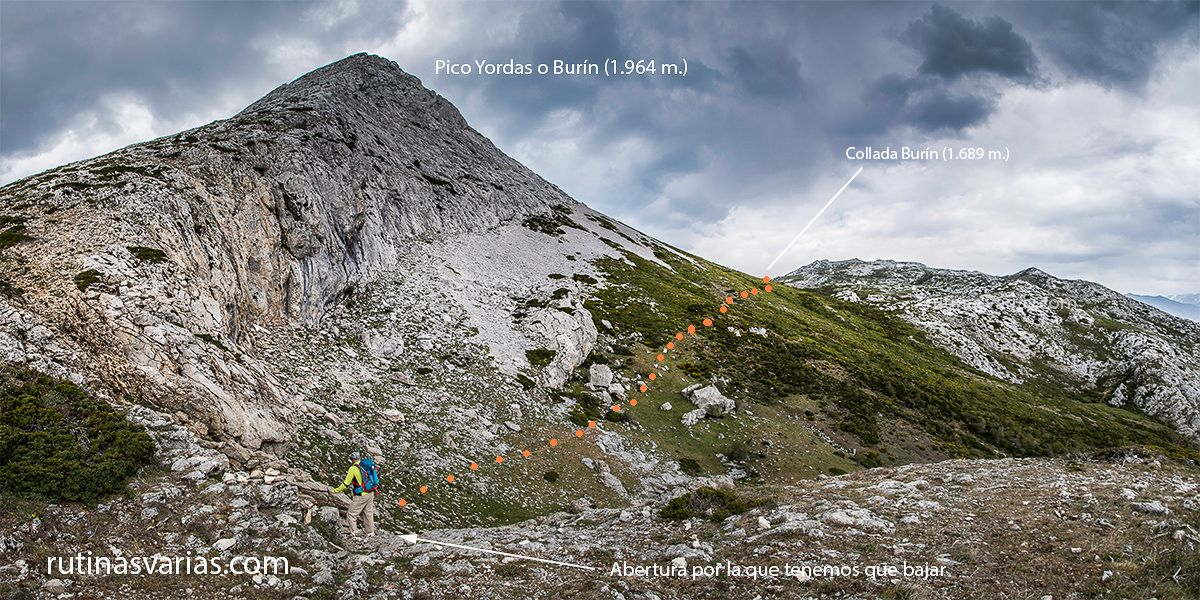 Pico Yordas o Burín (1.964 m.)
Collada Burín (1.689 m.)
rutinasvarias.com
Abertura por la que tenemos que bajar.